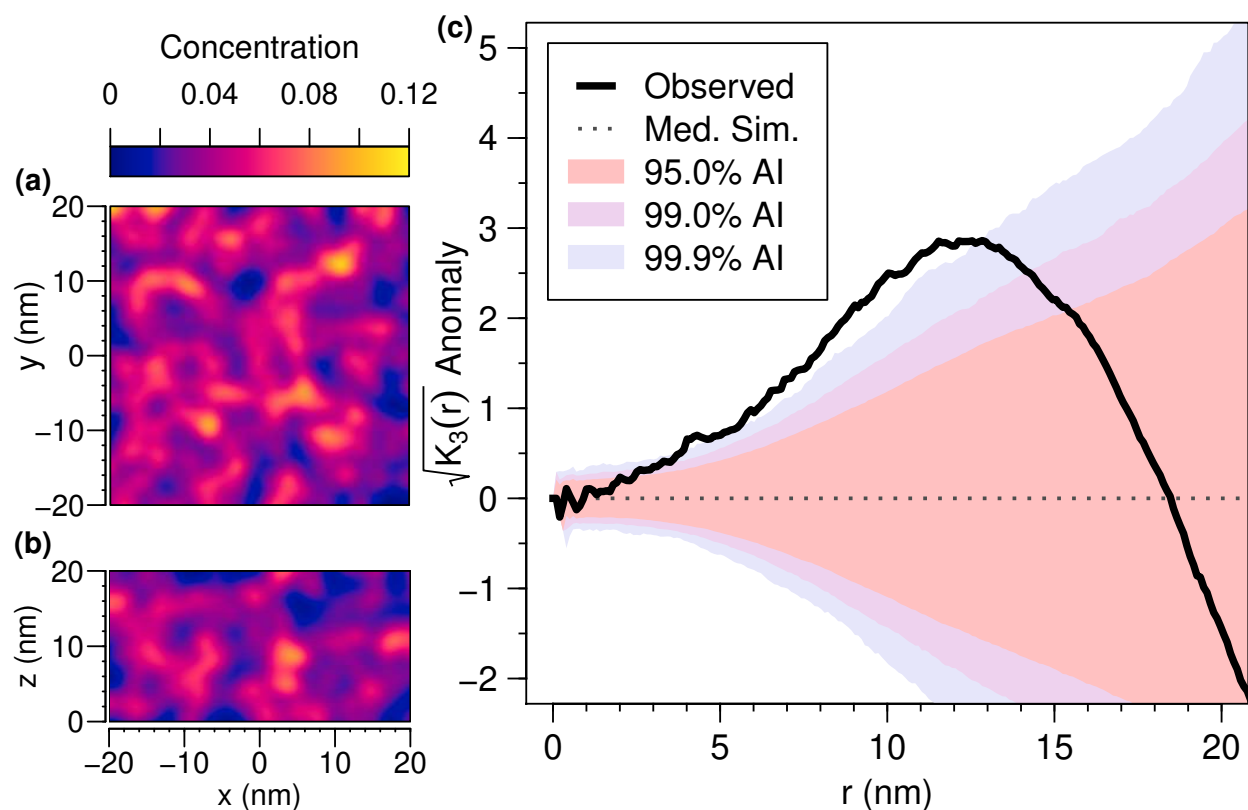 Concentration
0 0.04 0.08 0.12
(a)
20
10
0
−10
−20
y (nm)
(b)
20
10
0
z (nm)
−20 −10 0 10 20
x (nm)
(c)
Observed
Med. Sim.
95.0% AI
99.0% AI
99.9% AI
5
4
3
2
1
0
−1
−2
√K3(r) Anomaly
0 5 10 15 20
r (nm)